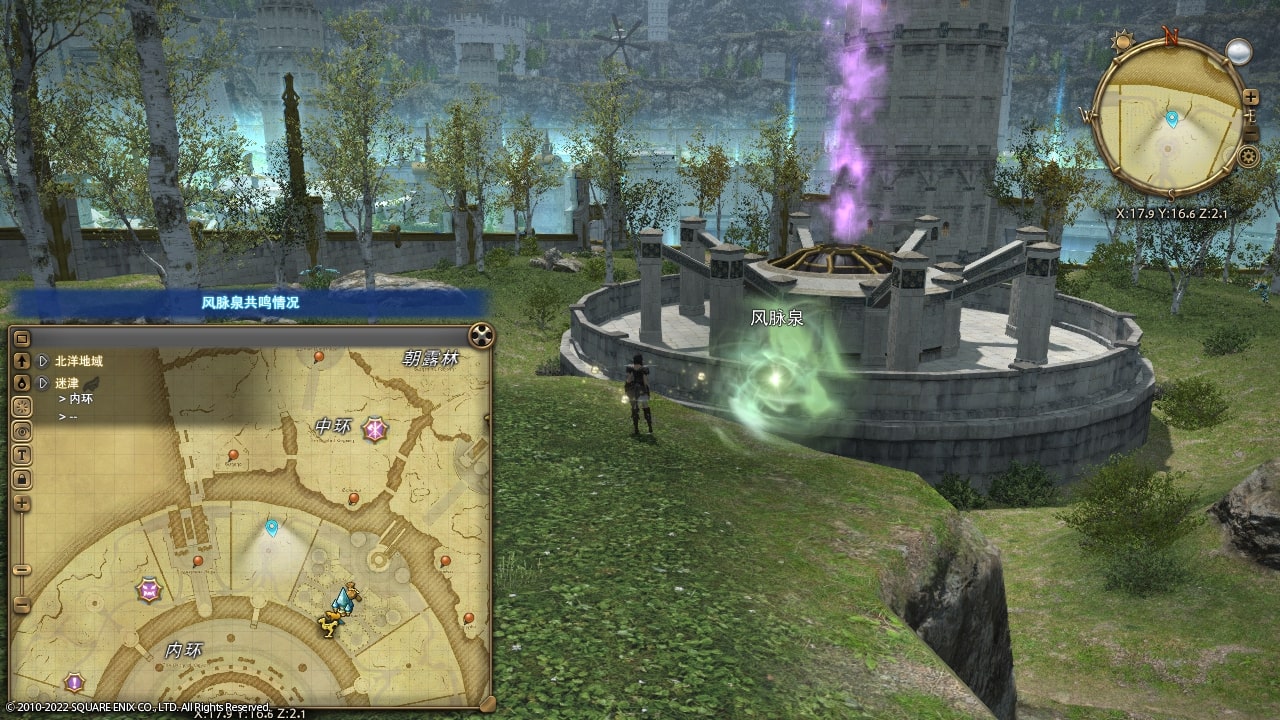 N
W
E
S
X:17.9 Y:16.6 Z:2.1
风脉泉
风脉泉共鸣情况
北洋地域
迷津
> 内环
> --
朝露林
中环
内环
X:17.9 Y:16.6 Z:2.1
© 2010-2022 SQUARE ENIX CO., LTD. All Rights Reserved.